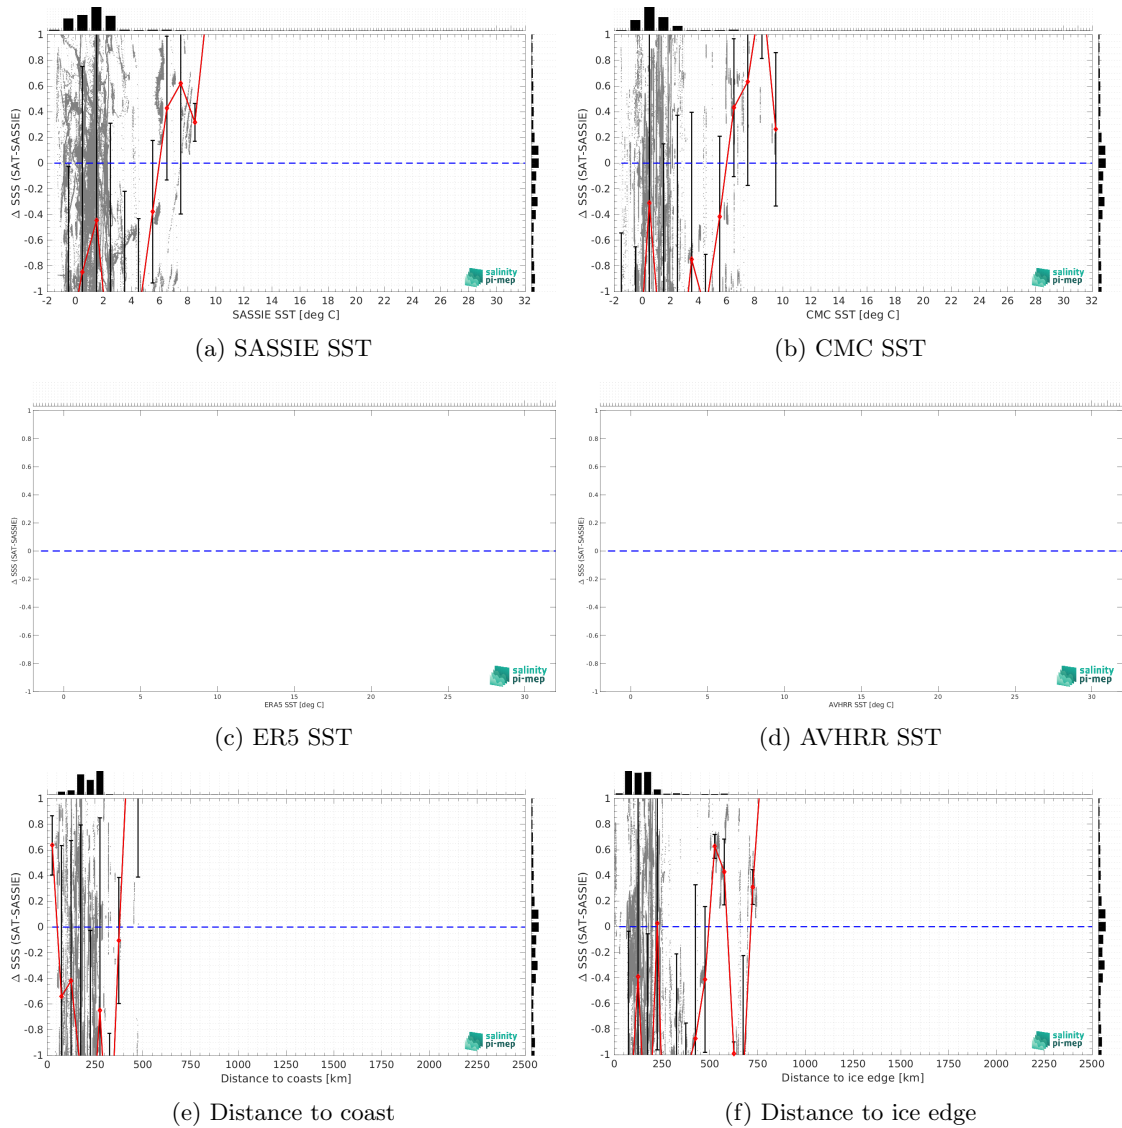 1
0.8
0.6
0.4
0.2
0
-0.2
-0.4
-0.6
-0.8
-1
Δ SSS (SAT-SASSIE)
-2 0 2 4 6 8 10 12 14 16 18 20 22 24 26 28 30 32
SASSIE SST [deg C]
salinity
pi-mep
(a) SASSIE SST
1
0.8
0.6
0.4
0.2
0
-0.2
-0.4
-0.6
-0.8
-1
Δ SSS (SAT-SASSIE)
-2 0 2 4 6 8 10 12 14 16 18 20 22 24 26 28 30 32
CMC SST [deg C]
salinity
pi-mep
(b) CMC SST
1
0.8
0.6
0.4
0.2
0
-0.2
-0.4
-0.6
-0.8
-1
Δ SSS (SAT-SASSIE)
0 5 10 15 20 25 30
ERA5 SST [deg C]
salinity
pi-mep
(c) ER5 SST
1
0.8
0.6
0.4
0.2
0
-0.2
-0.4
-0.6
-0.8
-1
Δ SSS (SAT-SASSIE)
0 5 10 15 20 25 30
AVHRR SST [deg C]
salinity
pi-mep
(d) AVHRR SST
1
0.8
0.6
0.4
0.2
0
-0.2
-0.4
-0.6
-0.8
-1
Δ SSS (SAT-SASSIE)
0 250 500 750 1000 1250 1500 1750 2000 2250 2500
Distance to coasts [km]
salinity
pi-mep
(e) Distance to coast
1
0.8
0.6
0.4
0.2
0
-0.2
-0.4
-0.6
-0.8
-1
Δ SSS (SAT-SASSIE)
0 250 500 750 1000 1250 1500 1750 2000 2250 2500
Distance to ice edge [km]
salinity
pi-mep
(f) Distance to ice edge